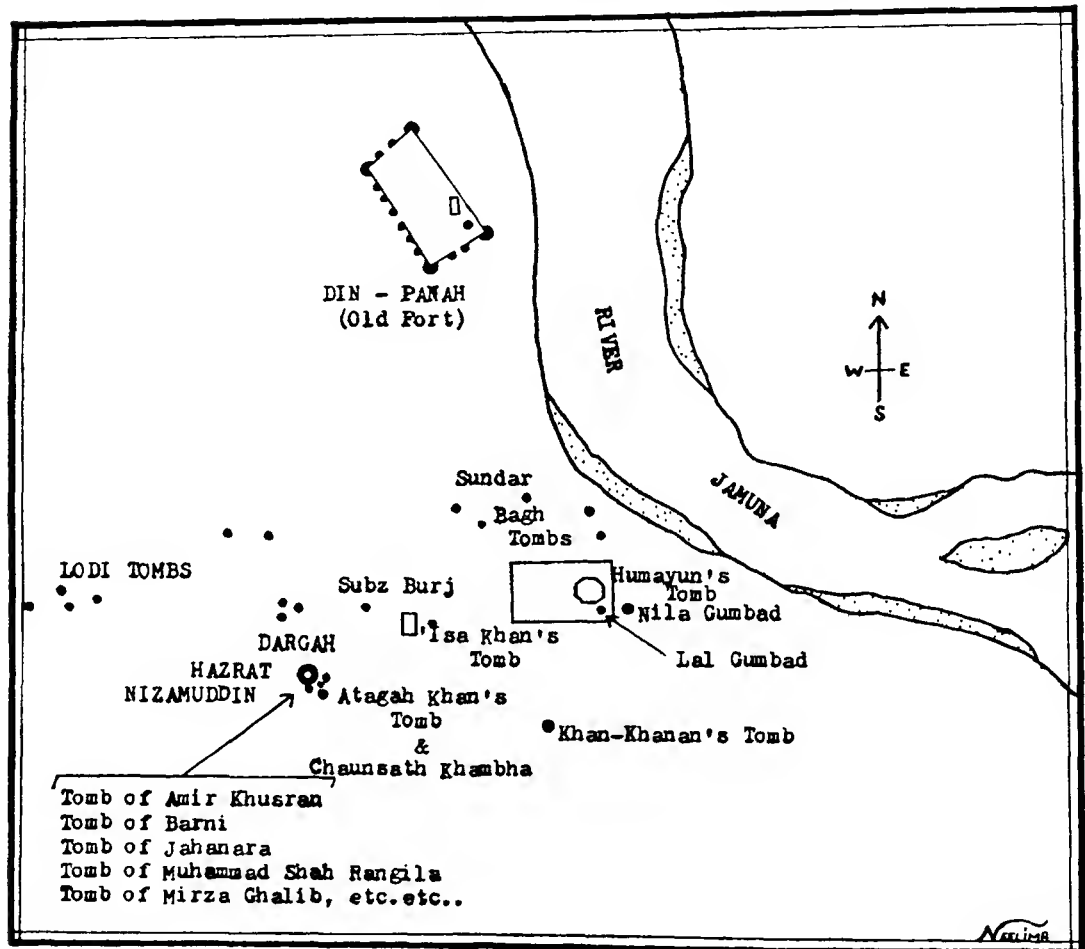 DIN - PANAH
(Old Fort)
RIVER
JAMUNA
N
W E
S
Sundar
Bagh
Tombs
LODI TOMBS
Subz Burj
'Isa Khan's
Tomb
Humayun's
Tomb
Nila Gumbad
Lal Gumbad
DARGAH
HAZRAT
NIZAMUDDIN
Atagah Khan's
Tomb
&
Chaunsath Khambha
Khan-Khanan's Tomb
Tomb of Amir Khusran
Tomb of Barni
Tomb of Jahanara
Tomb of Muhammad Shah Rangila
Tomb of Mirza Ghalib, etc.etc..
NEELIMA